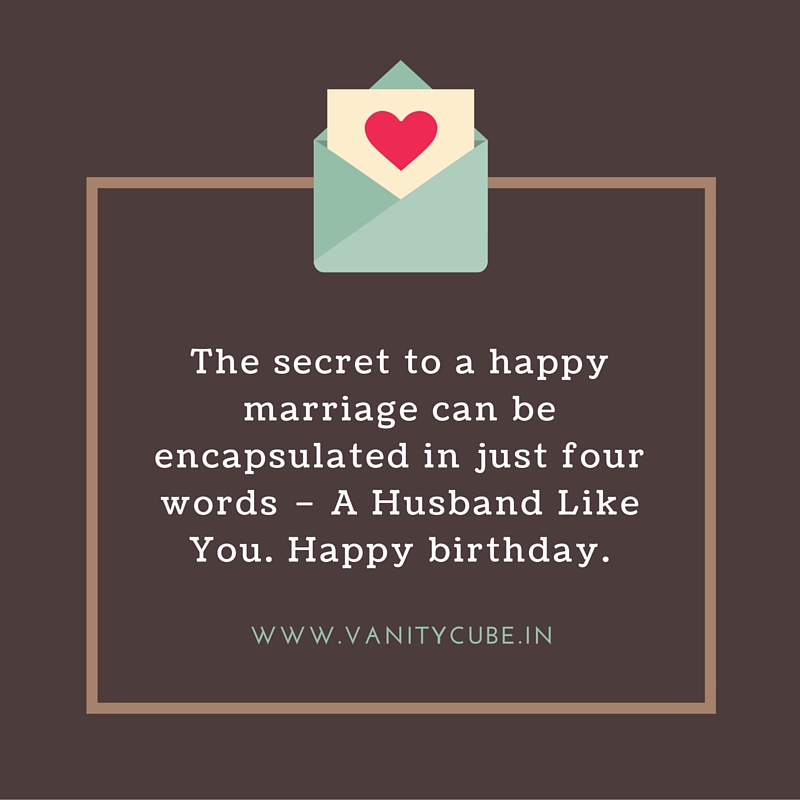 The secret to a happy
marriage can be
encapsulated in just four
words – A Husband Like
You. Happy birthday.
WWW.VANITYCUBE.IN